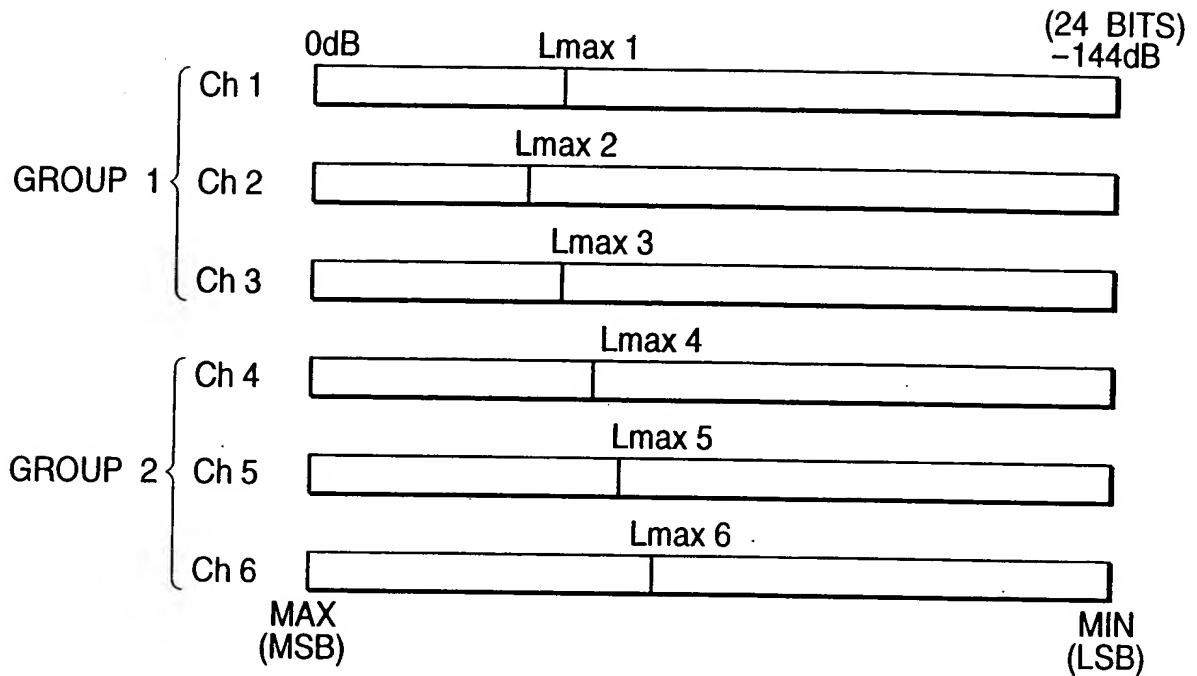 (24 BITS)
0dB Lmax 1 −144dB
Ch 1
Lmax 2
GROUP 1 Ch 2
Lmax 3
Ch 3
Lmax 4
Ch 4
Lmax 5
GROUP 2 Ch 5
Lmax 6
Ch 6
MAX MIN
(MSB) (LSB)